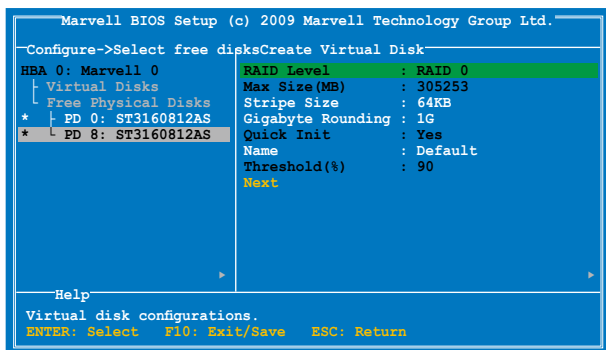 Marvell BIOS Setup (c) 2009 Marvell Technology Group Ltd.
Configure->Select free disksCreate Virtual Disk
HBA 0: Marvell 0
Virtual Disks
Free Physical Disks
* PD 0: ST3160812AS
* PD 8: ST3160812AS
RAID Level : RAID 0
Max Size(MB) : 305253
Stripe Size : 64KB
Gigabyte Rounding : 1G
Quick Init : Yes
Name : Default
Threshold(%) : 90
Next
Help
Virtual disk configurations.
ENTER: Select F10: Exit/Save ESC: Return